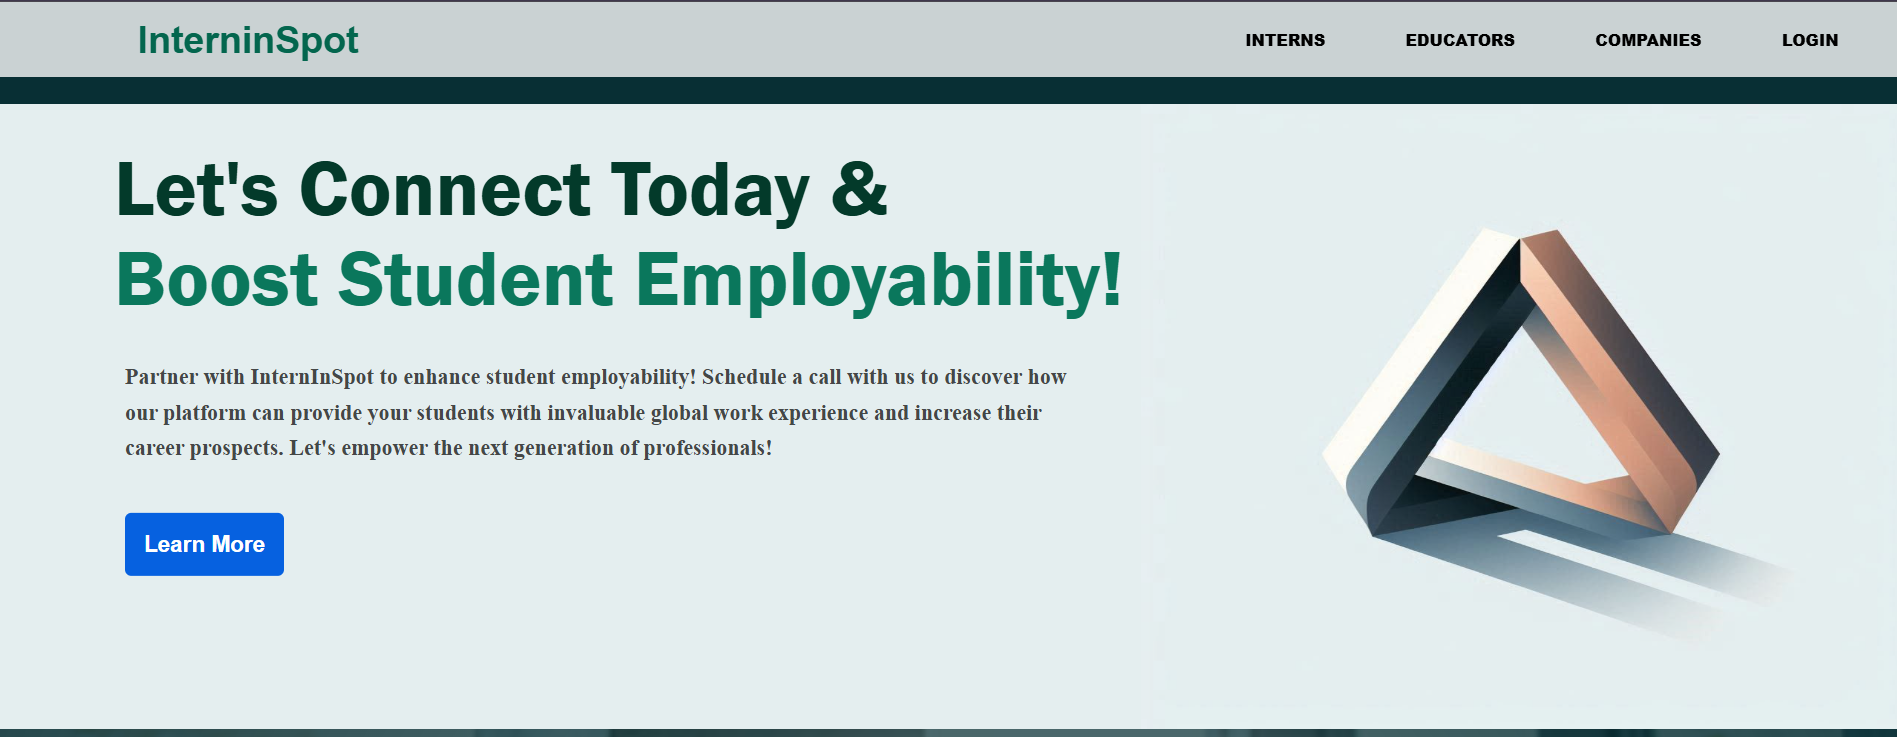 InterninSpot
INTERNS
EDUCATORS
COMPANIES
LOGIN
Let's Connect Today &
Boost Student Employability!
Partner with InternInSpot to enhance student employability! Schedule a call with us to discover how
our platform can provide your students with invaluable global work experience and increase their
career prospects. Let's empower the next generation of professionals!
Learn More